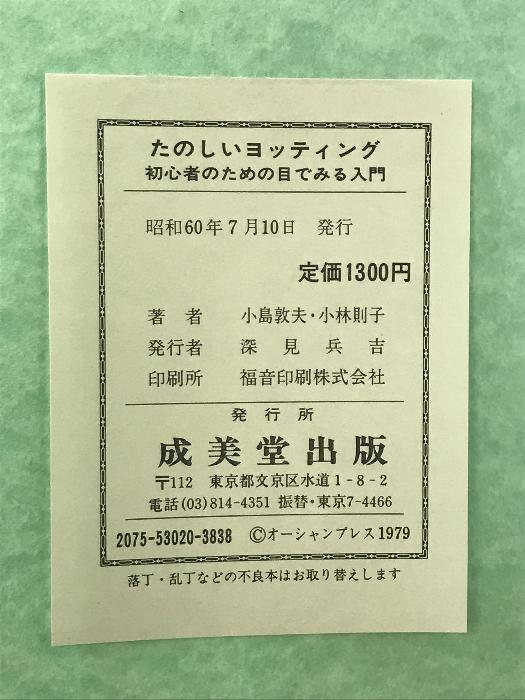 たのしいヨッティング
初心者のための目でみる入門
昭和60年7月10日 発行
定価1300円
著者 小島敦夫・小林則子
発行者 深見兵吉
印刷所 福音印刷株式会社
発行所
成美堂出版
〒112 東京都文京区水道1-8-2
電話(03)814-4351 振替・東京7-4466
2075-53020-3838 ©オーシャンプレス1979
落丁・乱丁などの不良本はお取り替えします